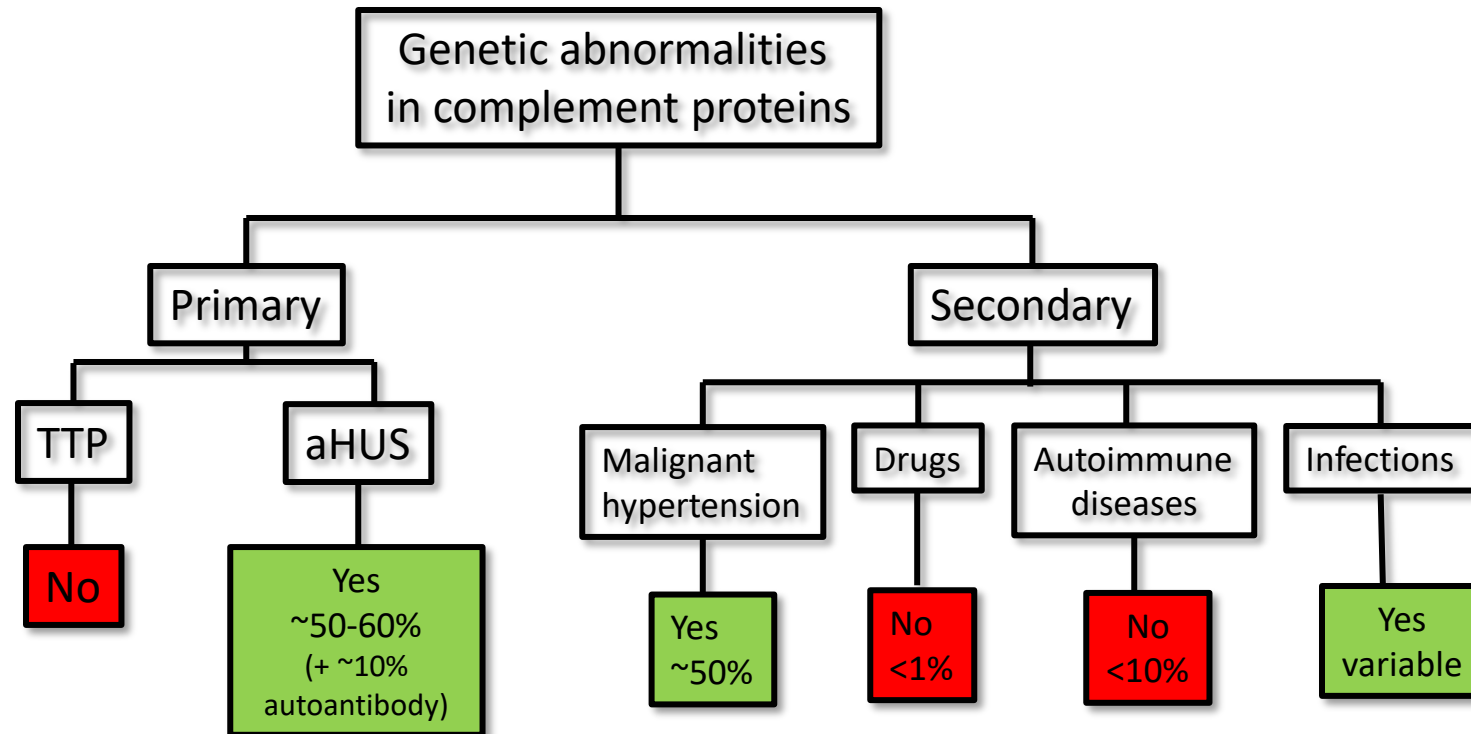 Genetic abnormalities
in complement proteins
Primary
Secondary
TTP
aHUS
Malignant
hypertension
Drugs
Autoimmune
diseases
Infections
No
Yes
~50-60%
(+ ~10%
autoantibody)
Yes
~50%
No
<1%
No
<10%
Yes
variable